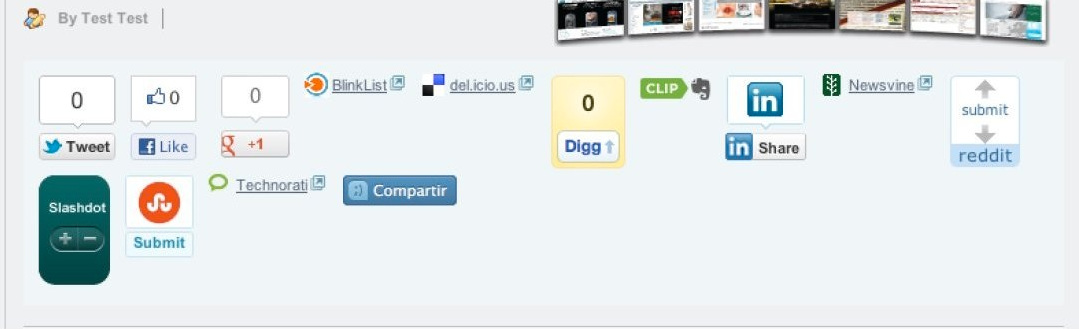 By Test Test
0
Tweet
0
Like
0
+1
BlinkList
del.icio.us
0
Digg
CLIP
in
in Share
Newsvine
submit
reddit
Slashdot
Submit
Technorati
Compartir